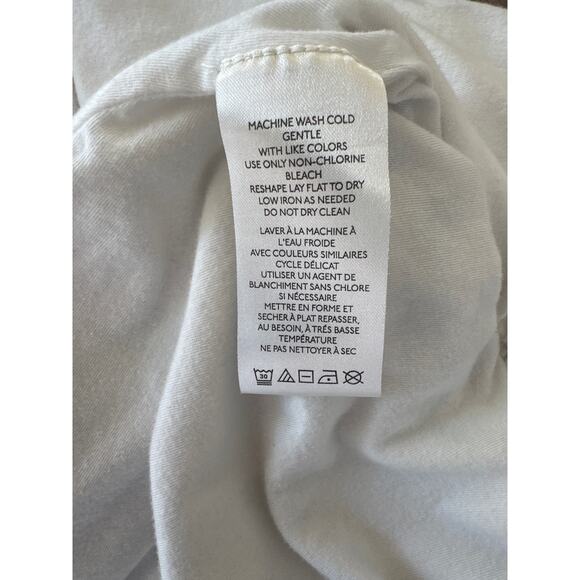 MACHINE WASH COLD
GENTLE
WITH LIKE COLORS
USE ONLY NON-CHLORINE
BLEACH
RESHAPE LAY FLAT TO DRY
LOW IRON AS NEEDED
DO NOT DRY CLEAN
LAVER À LA MACHINE À
L'EAU FROIDE
AVEC COULEURS SIMILAIRES
CYCLE DÉLICAT
UTILISER UN AGENT DE
BLANCHIMENT SANS CHLORE
SI NÉCESSAIRE
METTRE EN FORME ET
SECHER À PLAT REPASSER,
AU BESOIN, À TRÉS BASSE
TEMPÉRATURE
NE PAS NETTOYER À SEC
30